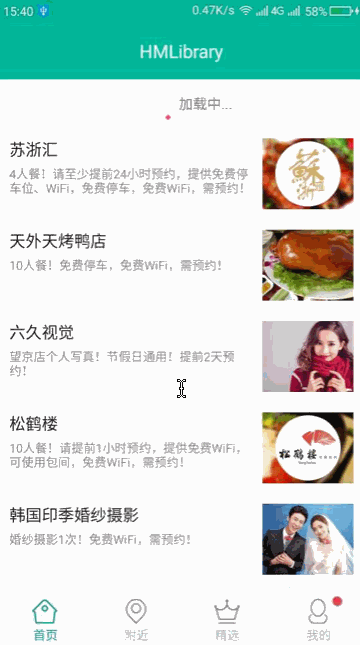 15:40 0.47K/s 4G 58%
HMLibrary
加载中...
苏浙汇
4人餐！请至少提前24小时预约，提供免费停
车位、WiFi，免费停车，免费WiFi，需预约！
蘇浙
天外天烤鸭店
10人餐！免费停车，免费WiFi，需预约！
六久视觉
望京店个人写真！节假日通用！提前2天预
约！
松鹤楼
10人餐！请提前1小时预约，提供免费WiFi，
可使用包间，免费WiFi，需预约！
松鹤楼
韩国印季婚纱摄影
婚纱摄影1次！免费WiFi，需预约！
首页 附近 精选 我的